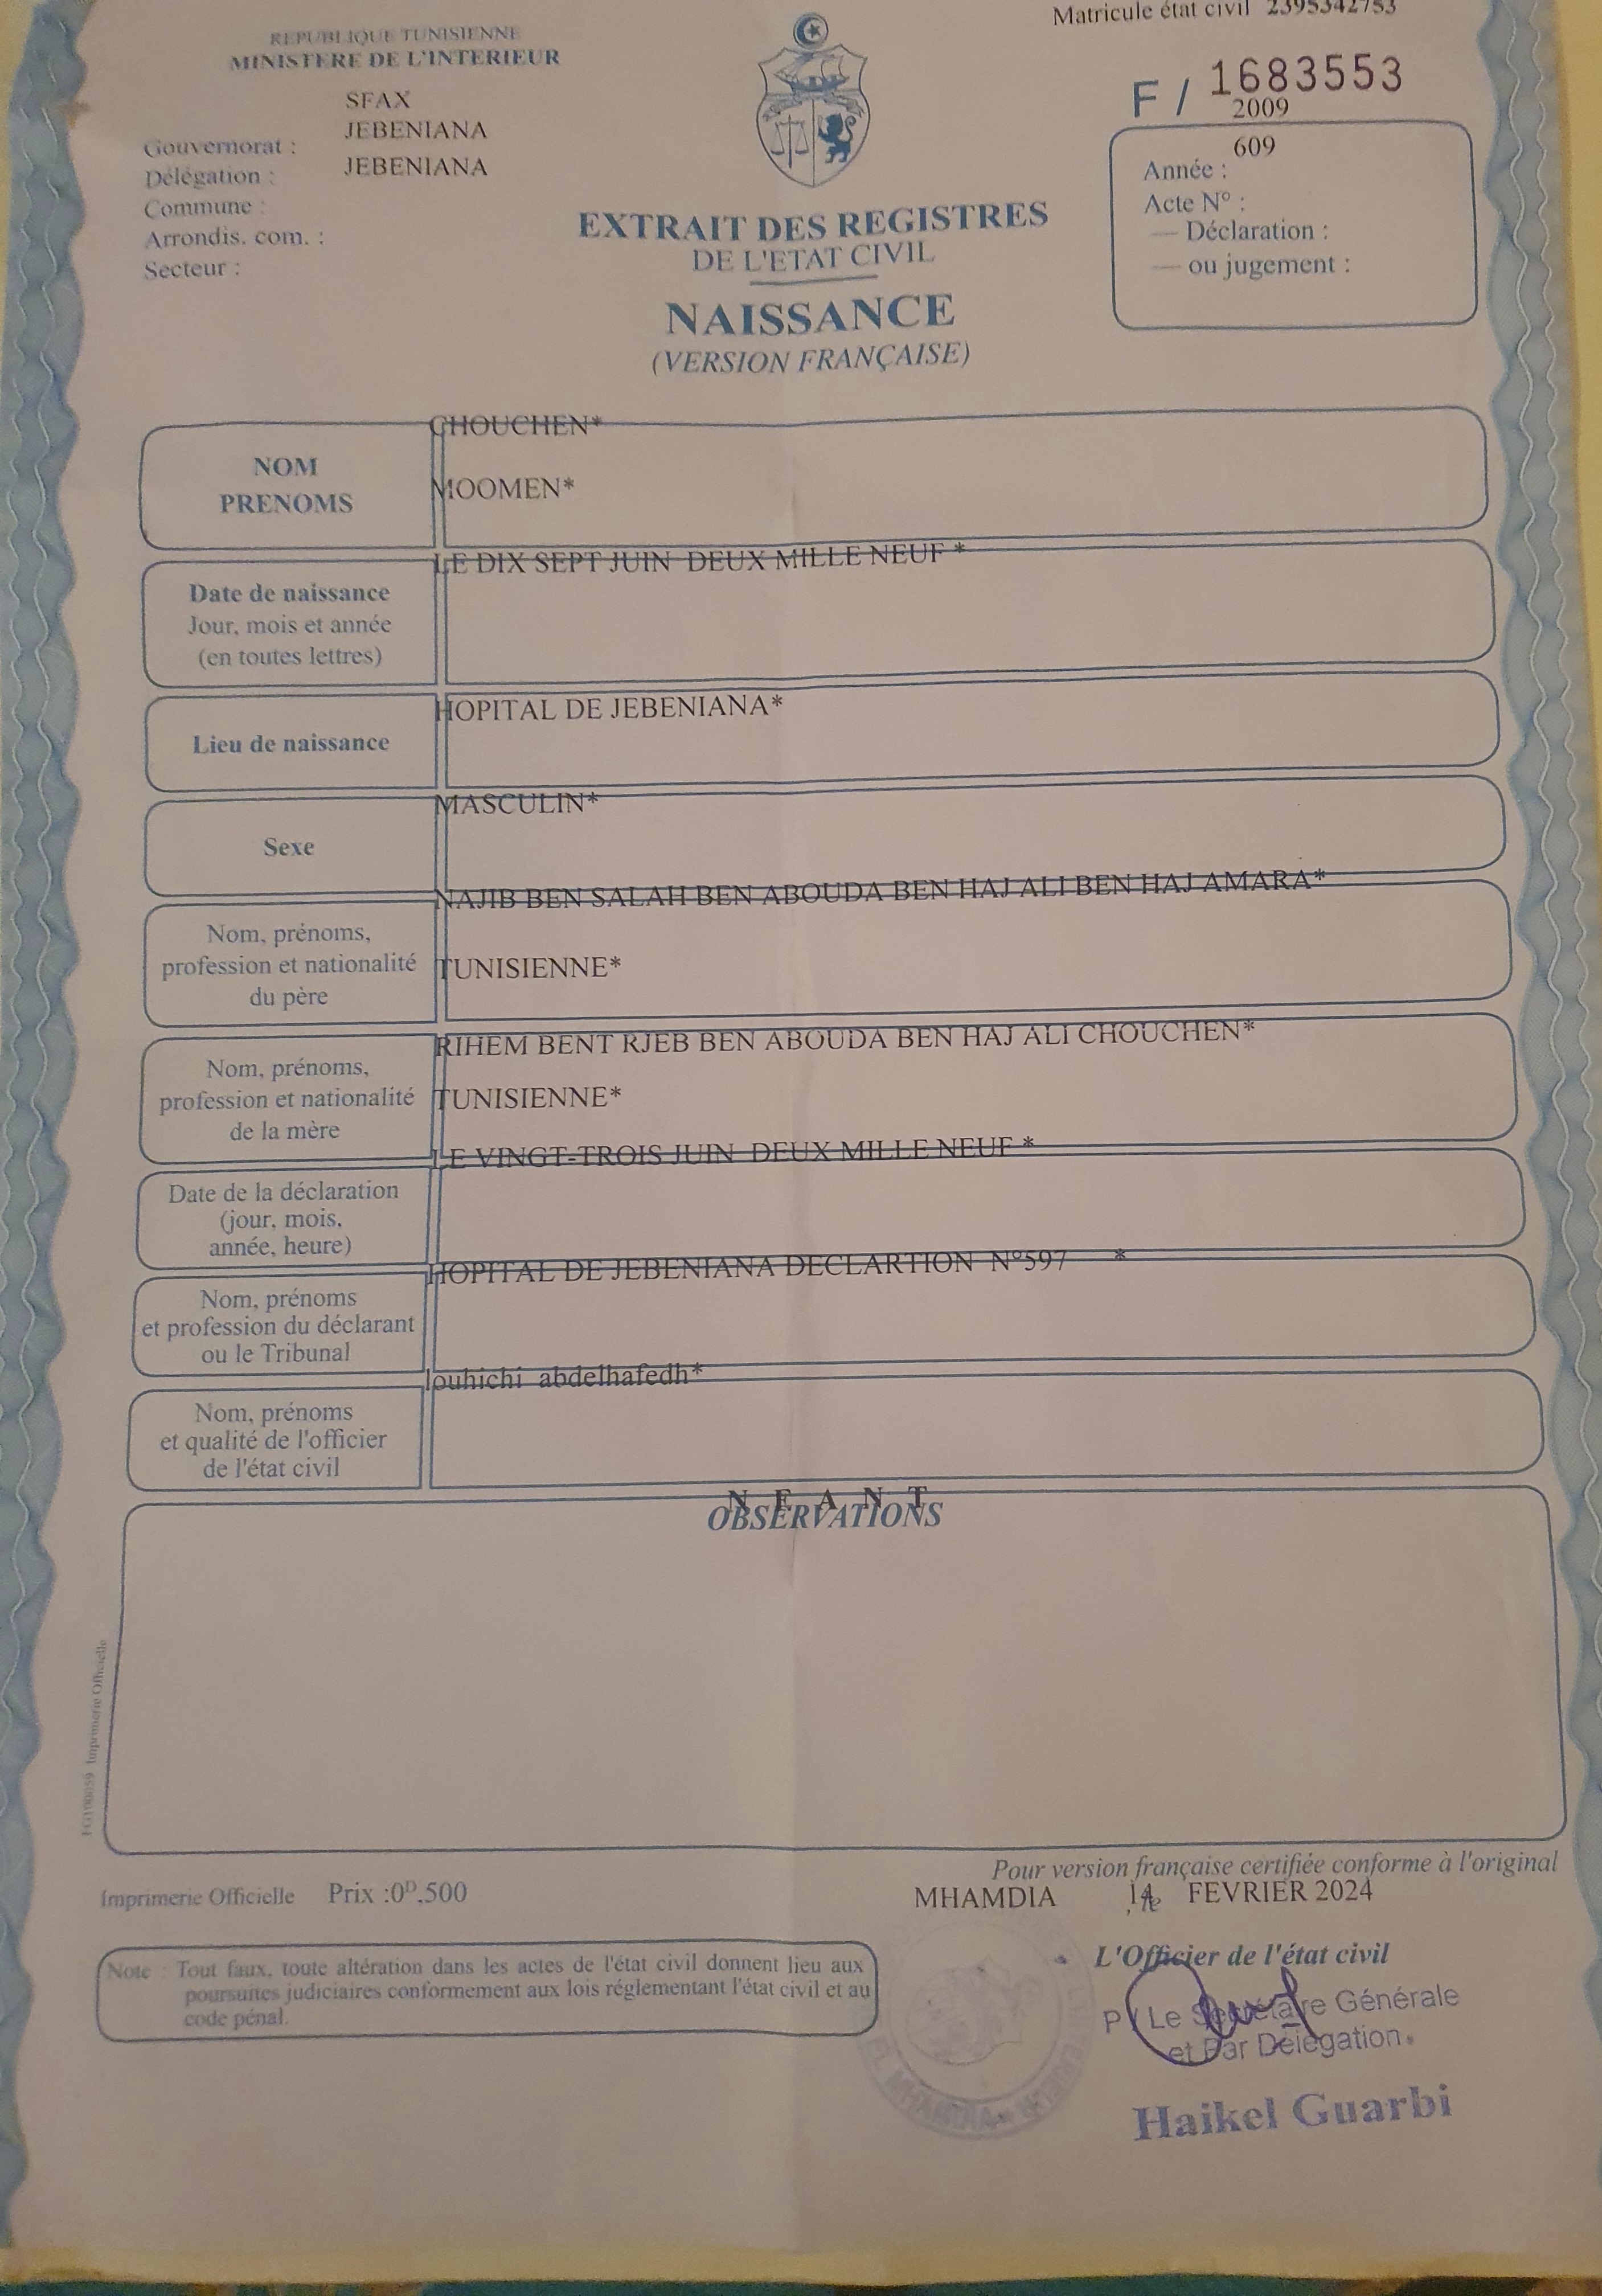 Matricule état civil 2395342753
REPUBLIQUE TUNISIENNE
MINISTERE DE L'INTERIEUR
F / 1683553
SFAX
JEBENIANA
JEBENIANA
Gouvernorat :
Délégation :
Commune :
Arrondis. com. :
Secteur :
2009
609
Année :
Acte N° :
— Déclaration :
— ou jugement :
EXTRAIT DES REGISTRES
DE L'ETAT CIVIL
NAISSANCE
(VERSION FRANÇAISE)
NOM
PRENOMS
CHOUCHEN*
MOOMEN*
Date de naissance
Jour, mois et année
(en toutes lettres)
LE DIX SEPT JUIN DEUX MILLE NEUF *
Lieu de naissance
HOPITAL DE JEBENIANA*
Sexe
MASCULIN*
Nom, prénoms,
profession et nationalité
du père
NAJIB BEN SALAH BEN ABOUDA BEN HAJ ALI BEN HAJ AMARA*
TUNISIENNE*
Nom, prénoms,
profession et nationalité
de la mère
RIHEM BENT RJEB BEN ABOUDA BEN HAJ ALI CHOUCHEN*
TUNISIENNE*
Date de la déclaration
(jour, mois,
année, heure)
LE VINGT-TROIS JUIN DEUX MILLE NEUF *
Nom, prénoms
et profession du déclarant
ou le Tribunal
HOPITAL DE JEBENIANA DECLARTION N°597 *
Nom, prénoms
et qualité de l'officier
de l'état civil
louhichi abdelhafedh*
N E A N T
OBSERVATIONS
Imprimerie Officielle
Pour version française certifiée conforme à l'original
Imprimerie Officielle Prix :0ᴰ,500
MHAMDIA , le 14 FEVRIER 2024
Note : Tout faux, toute altération dans les actes de l'état civil donnent lieu aux
poursuites judiciaires conformement aux lois réglementant l'état civil et au
code pénal.
L'Officier de l'état civil
P / Le Secrétaire Générale
et Par Délégation
Haikel Guarbi
EL MHAMDIA